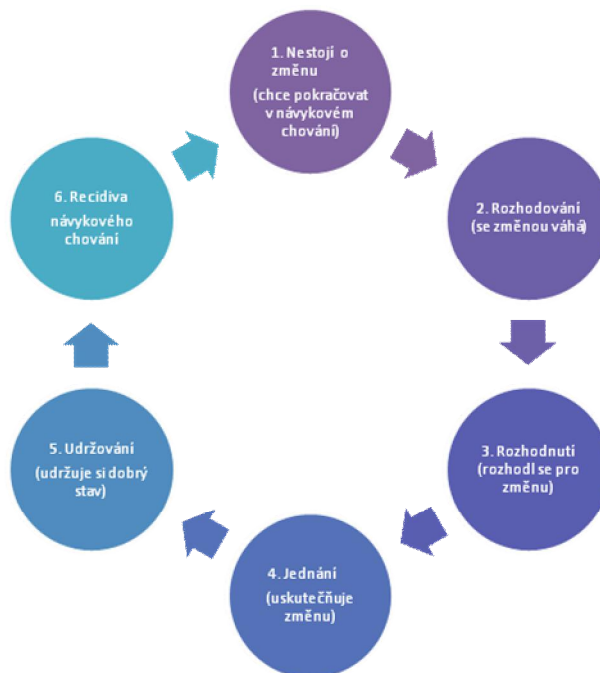 1. Nestojí o
změnu
(chce pokračovat
v návykovém
chování)
2. Rozhodování
(se změnou váhá)
3. Rozhodnutí
(rozhodl se pro
změnu)
4. Jednání
(uskutečňuje
změnu)
5. Udržování
(udržuje si dobrý
stav)
6. Recidiva
návykového
chování